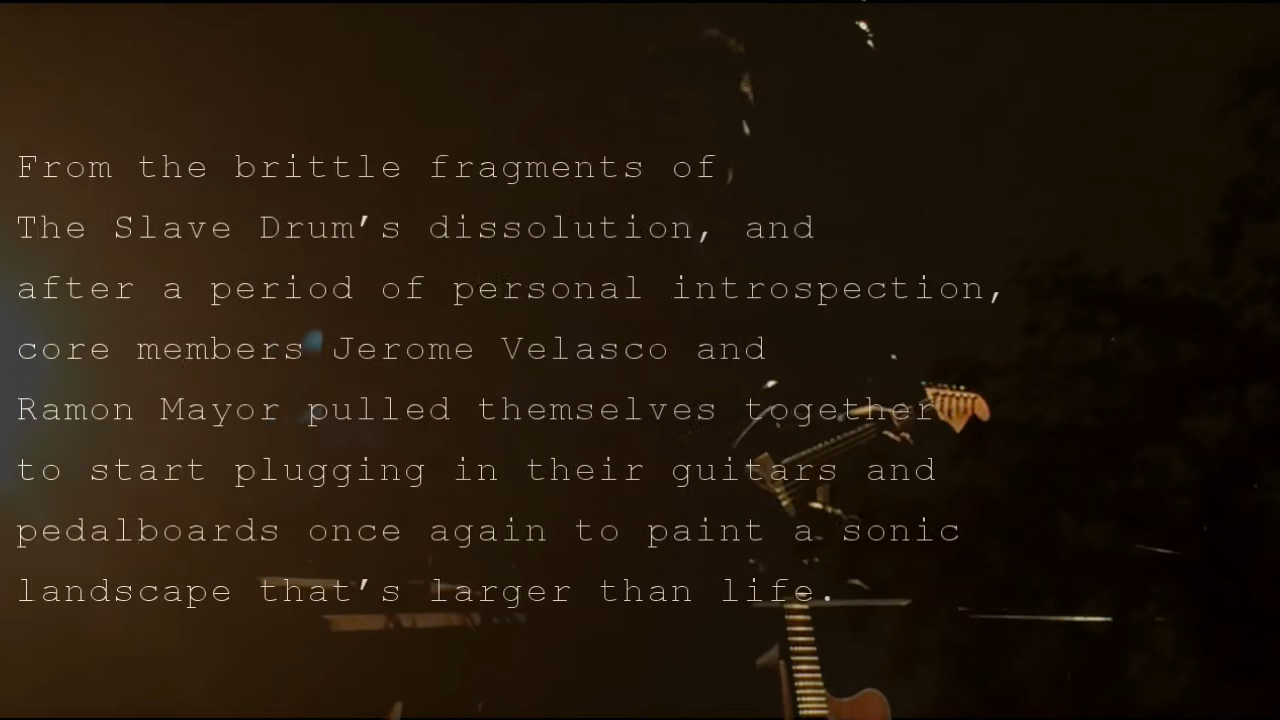 From the brittle fragments of
The Slave Drum’s dissolution, and
after a period of personal introspection,
core members Jerome Velasco and
Ramon Mayor pulled themselves together
to start plugging in their guitars and
pedalboards once again to paint a sonic
landscape that’s larger than life.